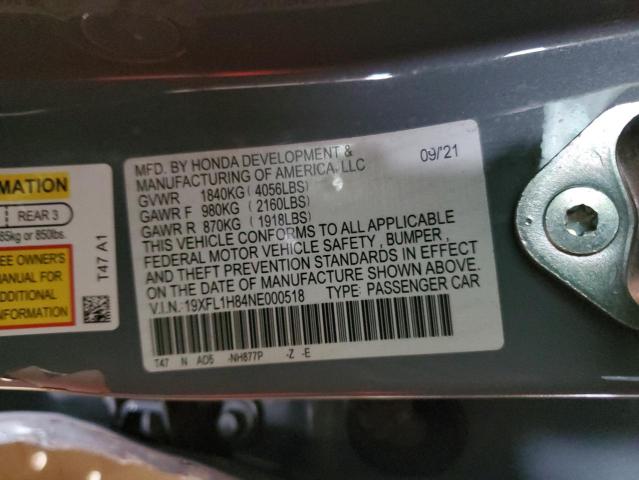 MFD. BY HONDA DEVELOPMENT &
MANUFACTURING OF AMERICA, LLC
09/'21
GVWR 1840KG ( 4056LBS)
GAWR F 980KG ( 2160LBS)
GAWR R 870KG ( 1918LBS)
THIS VEHICLE CONFORMS TO ALL APPLICABLE
FEDERAL MOTOR VEHICLE SAFETY , BUMPER ,
AND THEFT PREVENTION STANDARDS IN EFFECT
ON THE DATE OF MANUFACTURE SHOWN ABOVE.
V.I.N.:19XFL1H84NE000518 TYPE: PASSENGER CAR
T47 N AD5 -NH877P -Z -E
MATION
REAR 3
85kg or 850lbs.
EE OWNER'S
MANUAL FOR
ADDITIONAL
INFORMATION
T47 A1